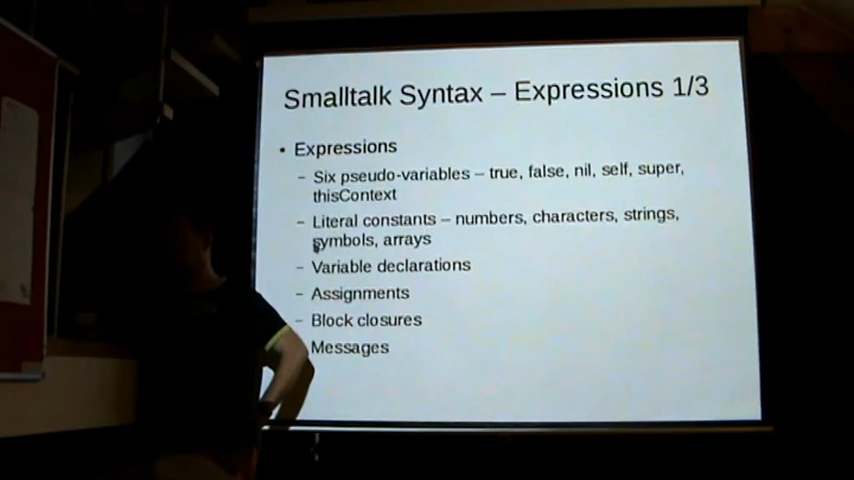 Smalltalk Syntax – Expressions 1/3
• Expressions
– Six pseudo-variables – true, false, nil, self, super,
thisContext
– Literal constants – numbers, characters, strings,
symbols, arrays
– Variable declarations
– Assignments
– Block closures
Messages